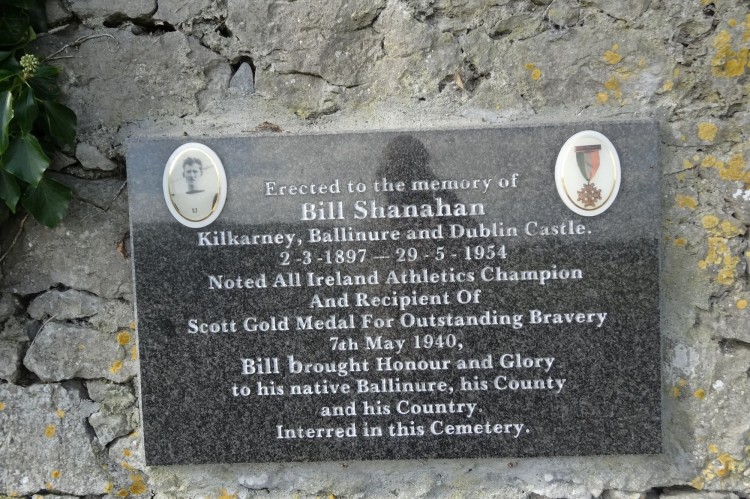 Erected to the memory of
Bill Shanahan
Kilkarney, Ballinure and Dublin Castle.
2-3-1897 — 29-5-1954
Noted All Ireland Athletics Champion
And Recipient Of
Scott Gold Medal For Outstanding Bravery
7th May 1940,
Bill brought Honour and Glory
to his native Ballinure, his County
and his Country.
Interred in this Cemetery.